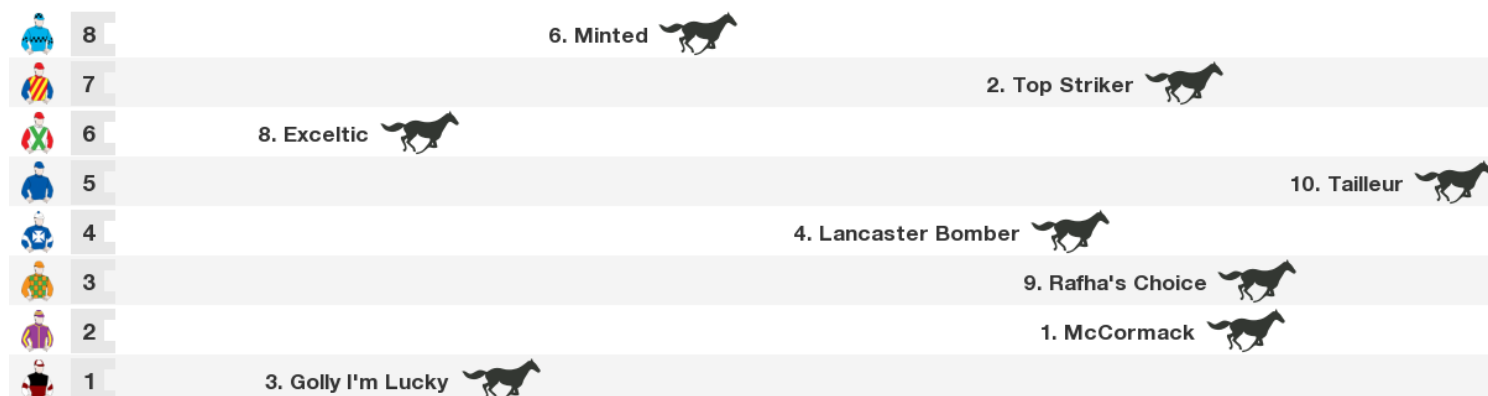 8 6. Minted
7 2. Top Striker
6 8. Exceltic
5 10. Tailleur
4 4. Lancaster Bomber
3 9. Rafha's Choice
2 1. McCormack
1 3. Golly I'm Lucky